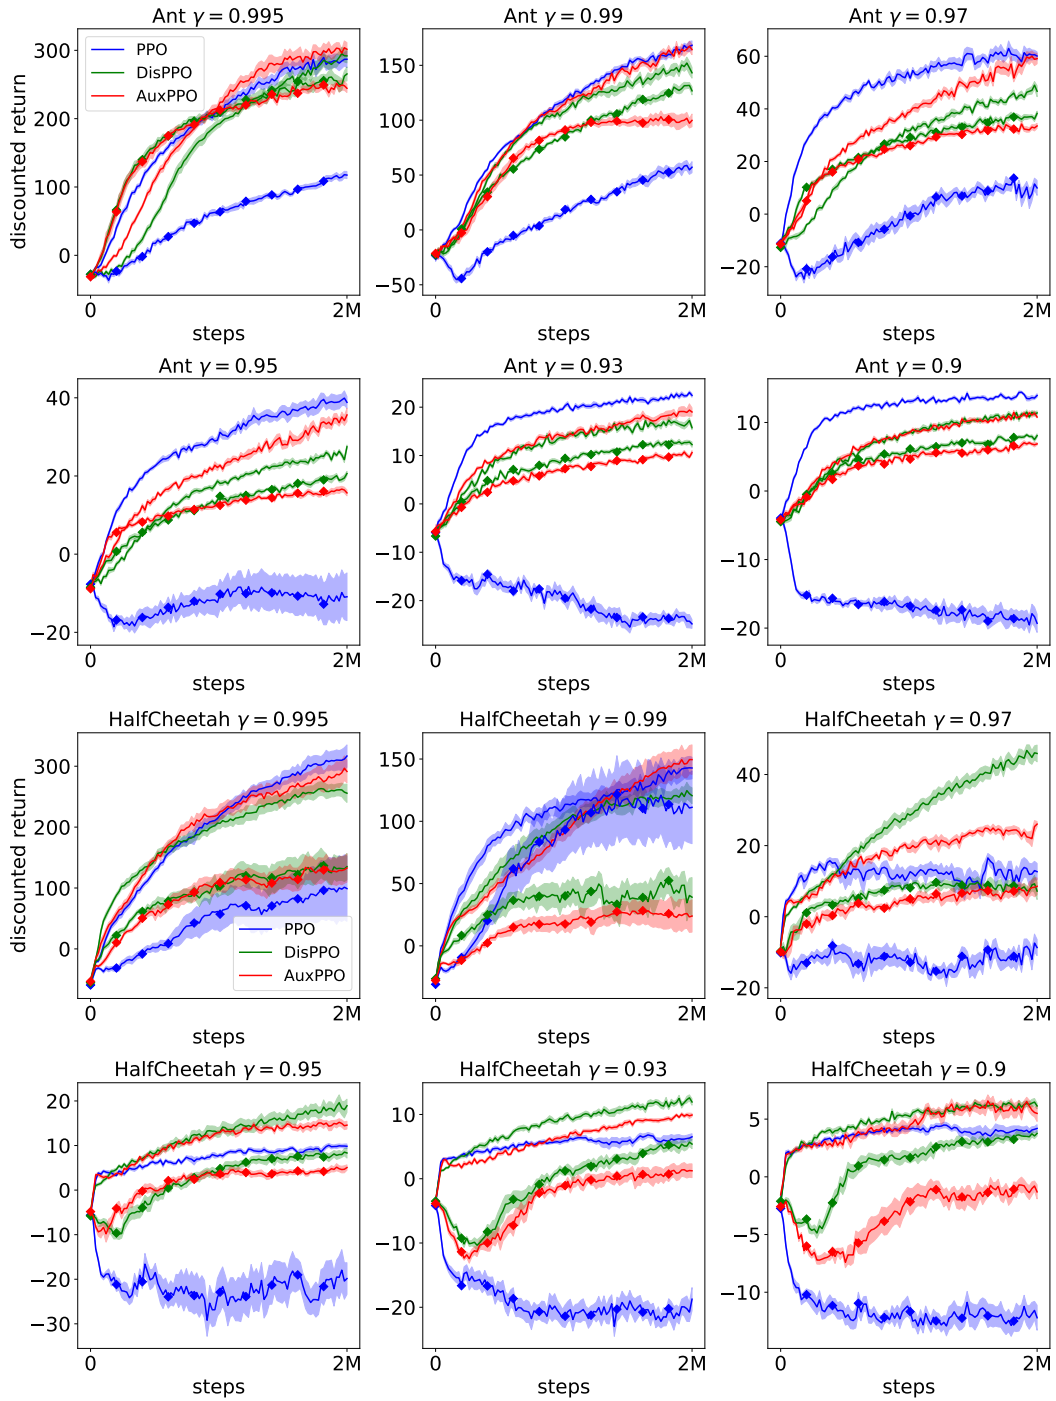 Ant γ = 0.995
Ant γ = 0.99
Ant γ = 0.97
discounted return
300
200
100
0
PPO
DisPPO
AuxPPO
0
2M
steps
150
100
50
0
−50
0
2M
steps
60
40
20
0
−20
0
2M
steps
Ant γ = 0.95
Ant γ = 0.93
Ant γ = 0.9
40
20
0
−20
0
2M
steps
20
10
0
−10
−20
0
2M
steps
10
0
−10
−20
0
2M
steps
HalfCheetah γ = 0.995
HalfCheetah γ = 0.99
HalfCheetah γ = 0.97
discounted return
300
200
100
0
PPO
DisPPO
AuxPPO
0
2M
steps
150
100
50
0
0
2M
steps
40
20
0
−20
0
2M
steps
HalfCheetah γ = 0.95
HalfCheetah γ = 0.93
HalfCheetah γ = 0.9
20
10
0
−10
−20
−30
0
2M
steps
10
0
−10
−20
0
2M
steps
5
0
−5
−10
0
2M
steps